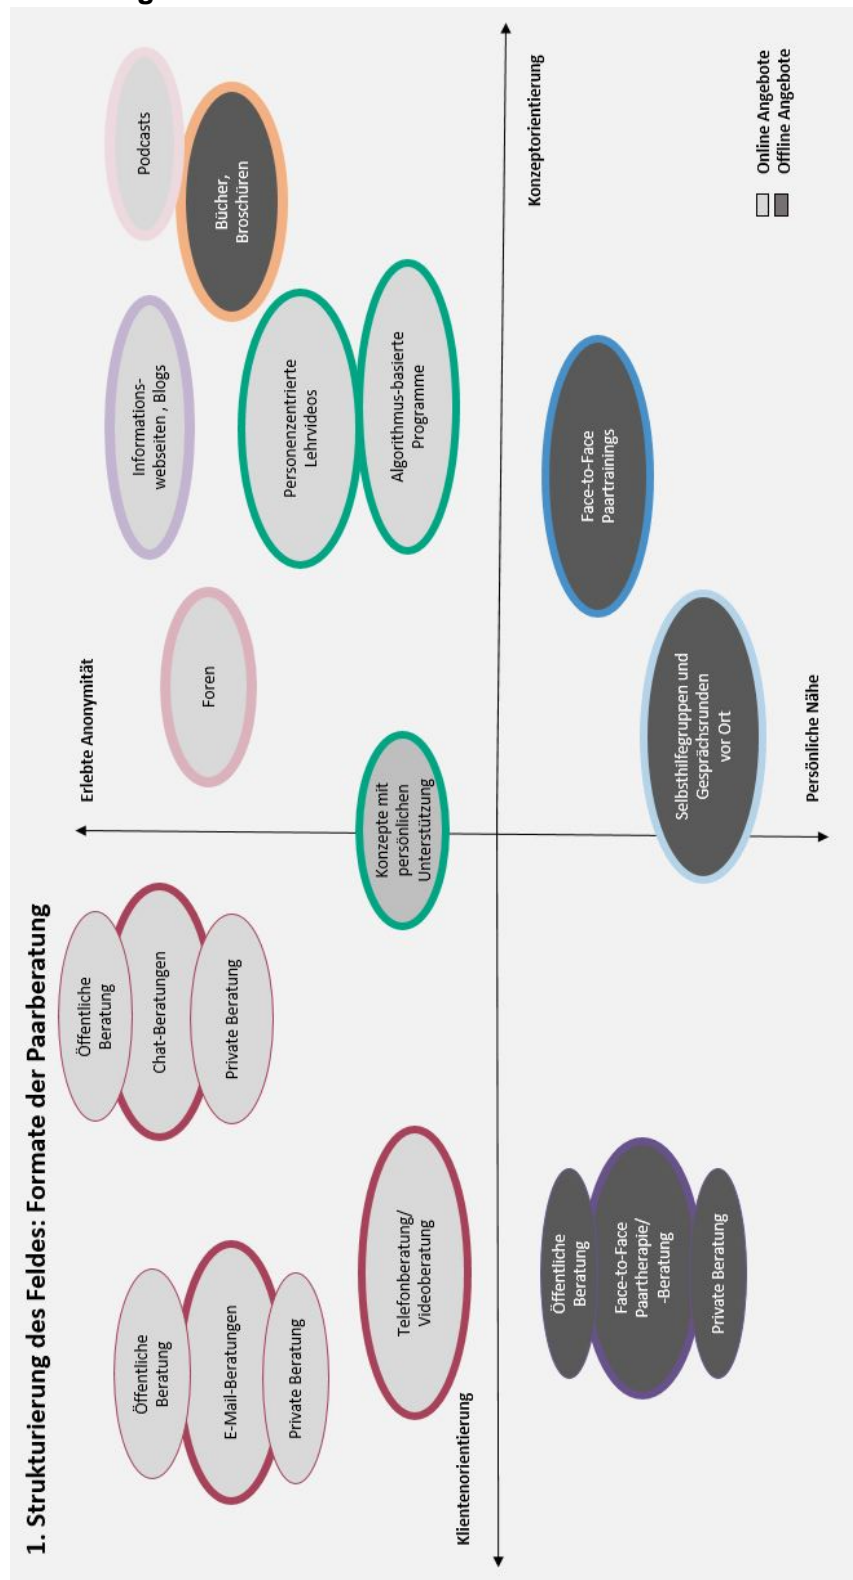 1. Strukturierung des Feldes: Formate der Paarberatung
Erlebte Anonymität
Öffentliche
Beratung
E-Mail-Beratungen
Private Beratung
Öffentliche
Beratung
Chat-Beratungen
Private Beratung
Foren
Informations-
webseiten , Blogs
Podcasts
Bücher,
Broschüren
Personenzentrierte
Lehrvideos
Algorithmus-basierte
Programme
Telefonberatung/
Videoberatung
Konzepte mit
persönlichen
Unterstützung
Klientenorientierung
Konzeptorientierung
Öffentliche
Beratung
Face-to-Face
Paartherapie/
-Beratung
Private Beratung
Face-to-Face
Paartrainings
Selbsthilfegruppen und
Gesprächsrunden
vor Ort
Persönliche Nähe
Online Angebote
Offline Angebote